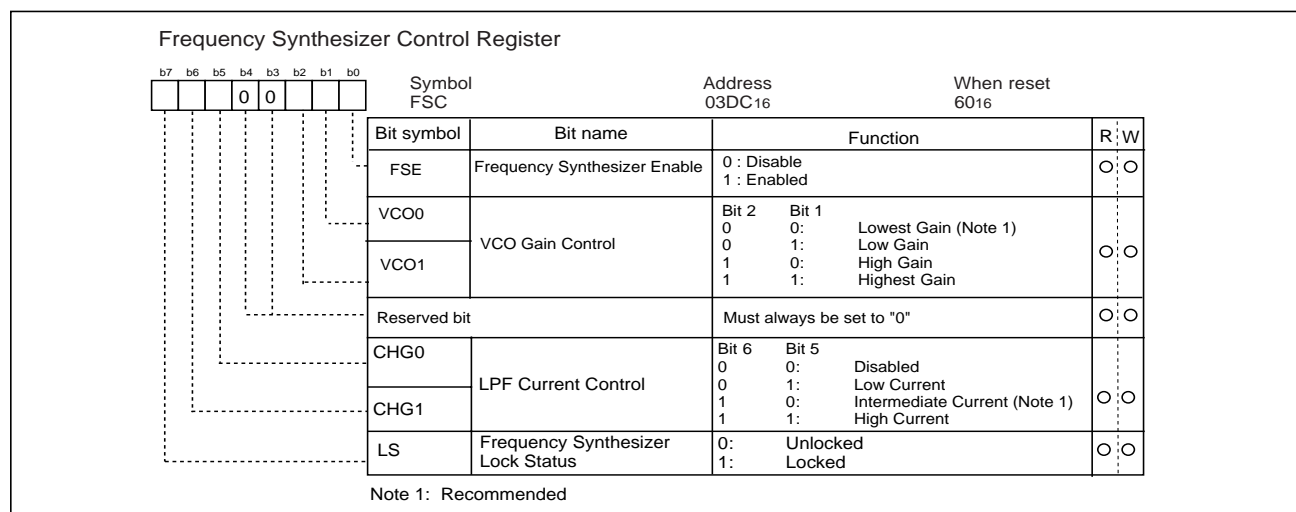 Frequency Synthesizer Control Register
b7 b6 b5 b4 b3 b2 b1 b0
0 0
Symbol Address When reset
FSC 03DC16 6016
Bit symbol Bit name Function R W
FSE Frequency Synthesizer Enable 0 : Disable
1 : Enabled
VCO0 VCO Gain Control Bit 2 Bit 1
0 0: Lowest Gain (Note 1)
0 1: Low Gain
VCO1 1 0: High Gain
1 1: Highest Gain
Reserved bit Must always be set to "0"
CHG0 LPF Current Control Bit 6 Bit 5
0 0: Disabled
0 1: Low Current
CHG1 1 0: Intermediate Current (Note 1)
1 1: High Current
LS Frequency Synthesizer 0: Unlocked
Lock Status 1: Locked
Note 1: Recommended